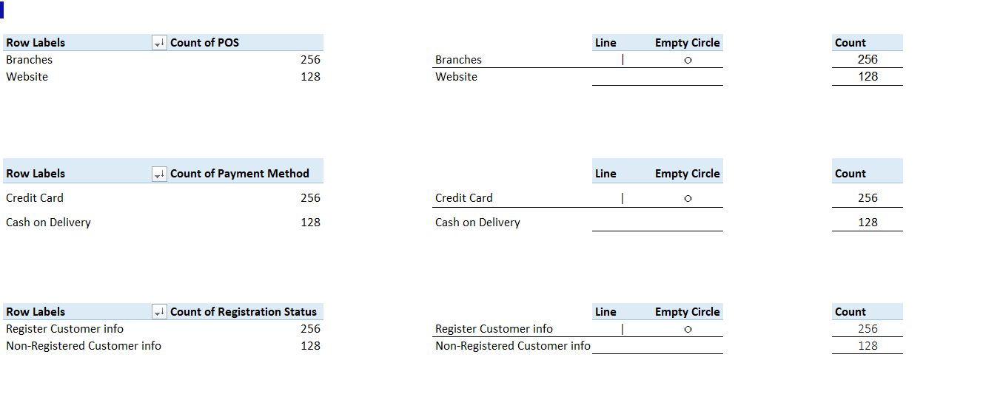 Row Labels Count of POS Line Empty Circle Count
Branches 256 Branches | ○ 256
Website 128 Website 128
Row Labels Count of Payment Method Line Empty Circle Count
Credit Card 256 Credit Card | ○ 256
Cash on Delivery 128 Cash on Delivery 128
Row Labels Count of Registration Status Line Empty Circle Count
Register Customer info 256 Register Customer info | ○ 256
Non-Registered Customer info 128 Non-Registered Customer info 128